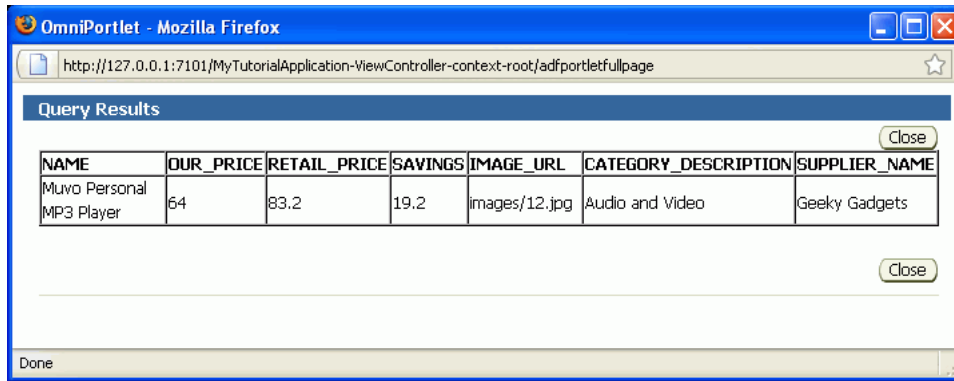 OmniPortlet - Mozilla Firefox
http://127.0.0.1:7101/MyTutorialApplication-ViewController-context-root/adfportletfullpage
Query Results
Close
NAME OUR_PRICE RETAIL_PRICE SAVINGS IMAGE_URL CATEGORY_DESCRIPTION SUPPLIER_NAME
Muvo Personal
MP3 Player 64 83.2 19.2 images/12.jpg Audio and Video Geeky Gadgets
Close
Done